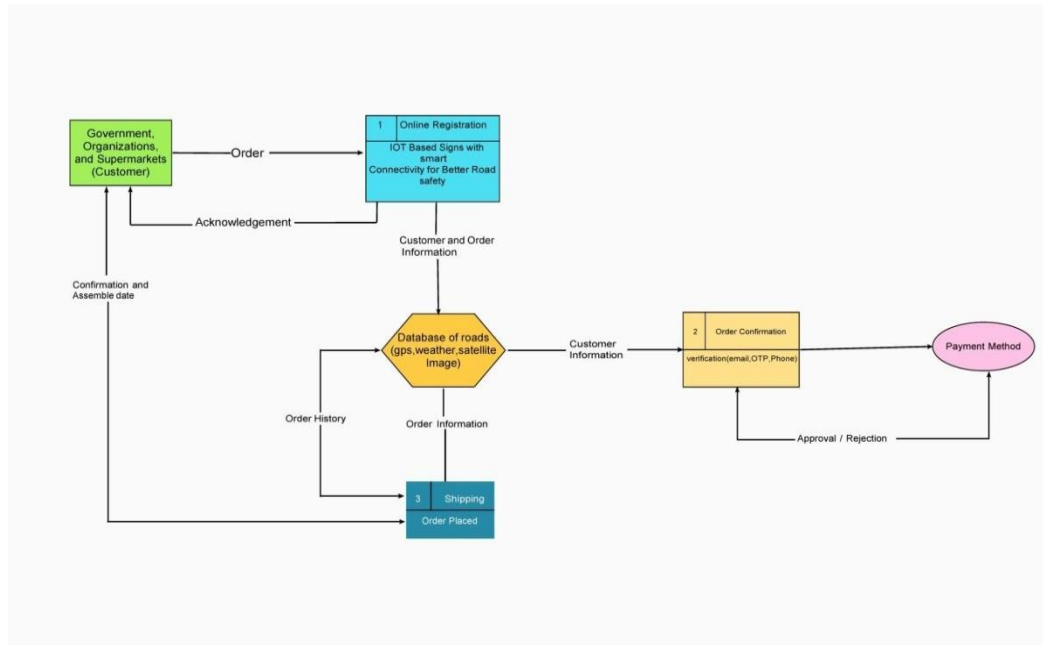 Government,
Organizations,
and Supermarkets
(Customer)
Order
1 Online Registration
IOT Based Signs with
smart
Connectivity for Better Road
safety
Acknowledgement
Customer and Order
Information
Confirmation and
Assemble date
Database of roads
(gps,weather,satellite
Image)
Customer
Information
2 Order Confirmation
verification(email,OTP,Phone)
Payment Method
Order History
Order Information
Approval / Rejection
3 Shipping
Order Placed